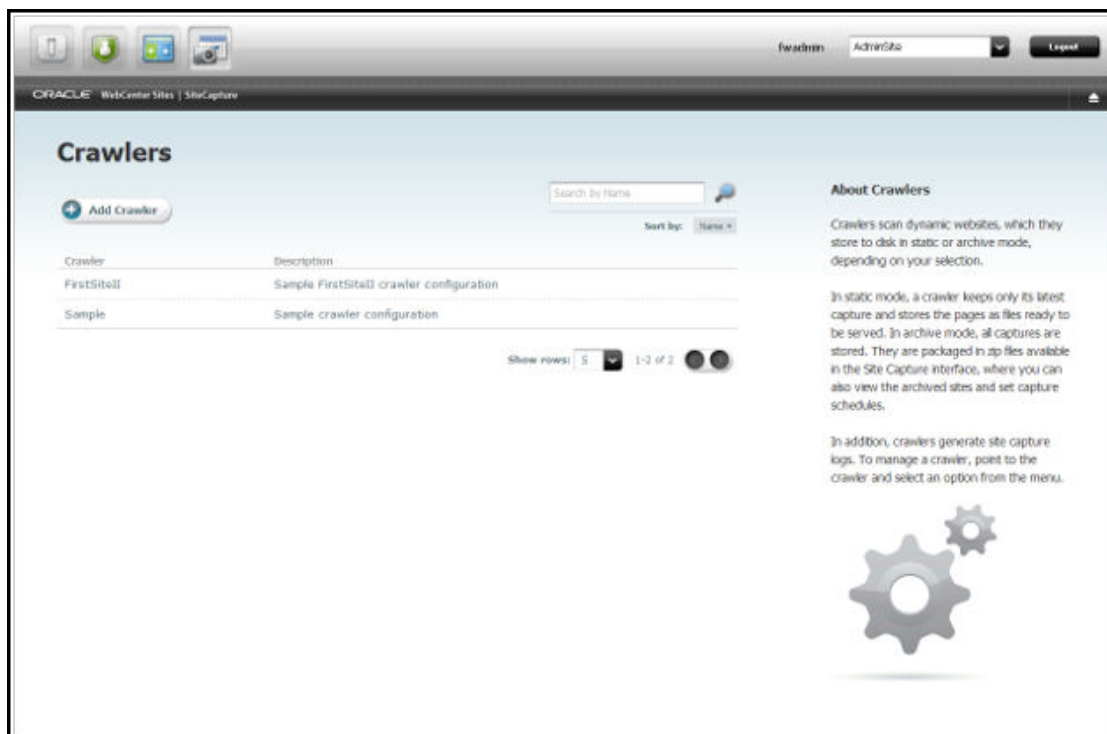 fwadmin
AdminSite
Logout
ORACLE WebCenter Sites | SiteCapture
Crawlers
Add Crawler
Search by Name
Sort by: Name
Crawler Description
FirstSiteII Sample FirstSiteII crawler configuration
Sample Sample crawler configuration
Show rows: 5 1-2 of 2
About Crawlers
Crawlers scan dynamic websites, which they
store to disk in static or archive mode,
depending on your selection.
In static mode, a crawler keeps only its latest
capture and stores the pages as files ready to
be served. In archive mode, all captures are
stored. They are packaged in zip files available
in the Site Capture interface, where you can
also view the archived sites and set capture
schedules.
In addition, crawlers generate site capture
logs. To manage a crawler, point to the
crawler and select an option from the menu.